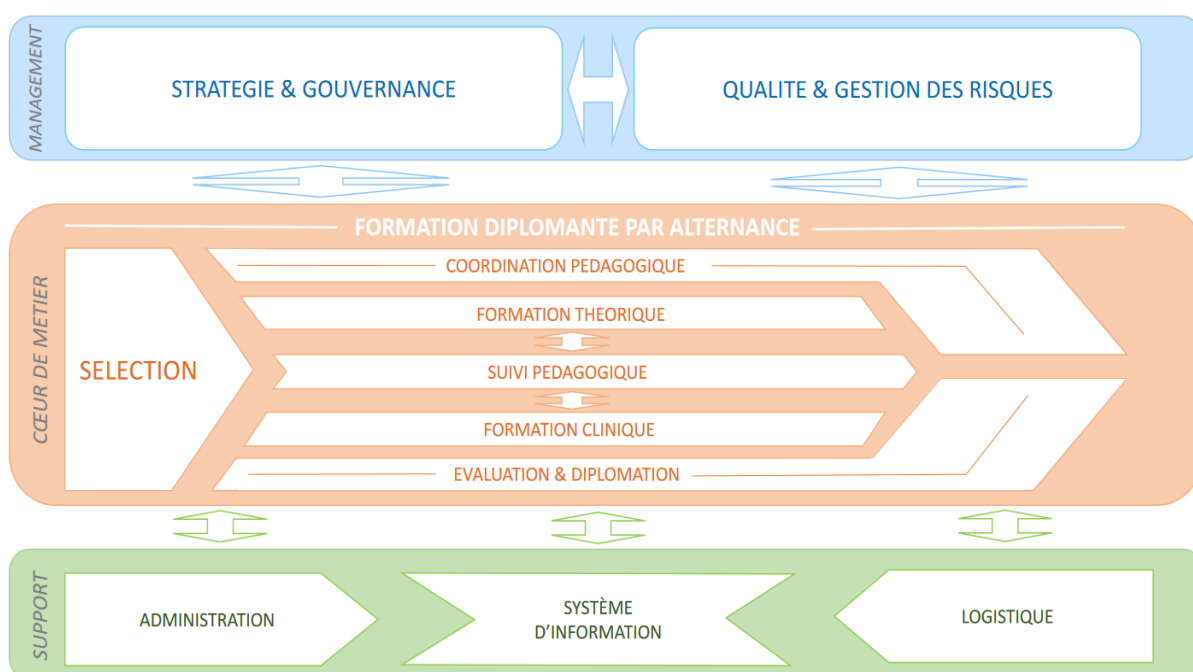 MANAGEMENT
STRATEGIE & GOUVERNANCE
QUALITE & GESTION DES RISQUES
CŒUR DE METIER
FORMATION DIPLOMANTE PAR ALTERNANCE
COORDINATION PEDAGOGIQUE
FORMATION THEORIQUE
SELECTION
SUIVI PEDAGOGIQUE
FORMATION CLINIQUE
EVALUATION & DIPLOMATION
SUPPORT
ADMINISTRATION
SYSTÈME
D'INFORMATION
LOGISTIQUE